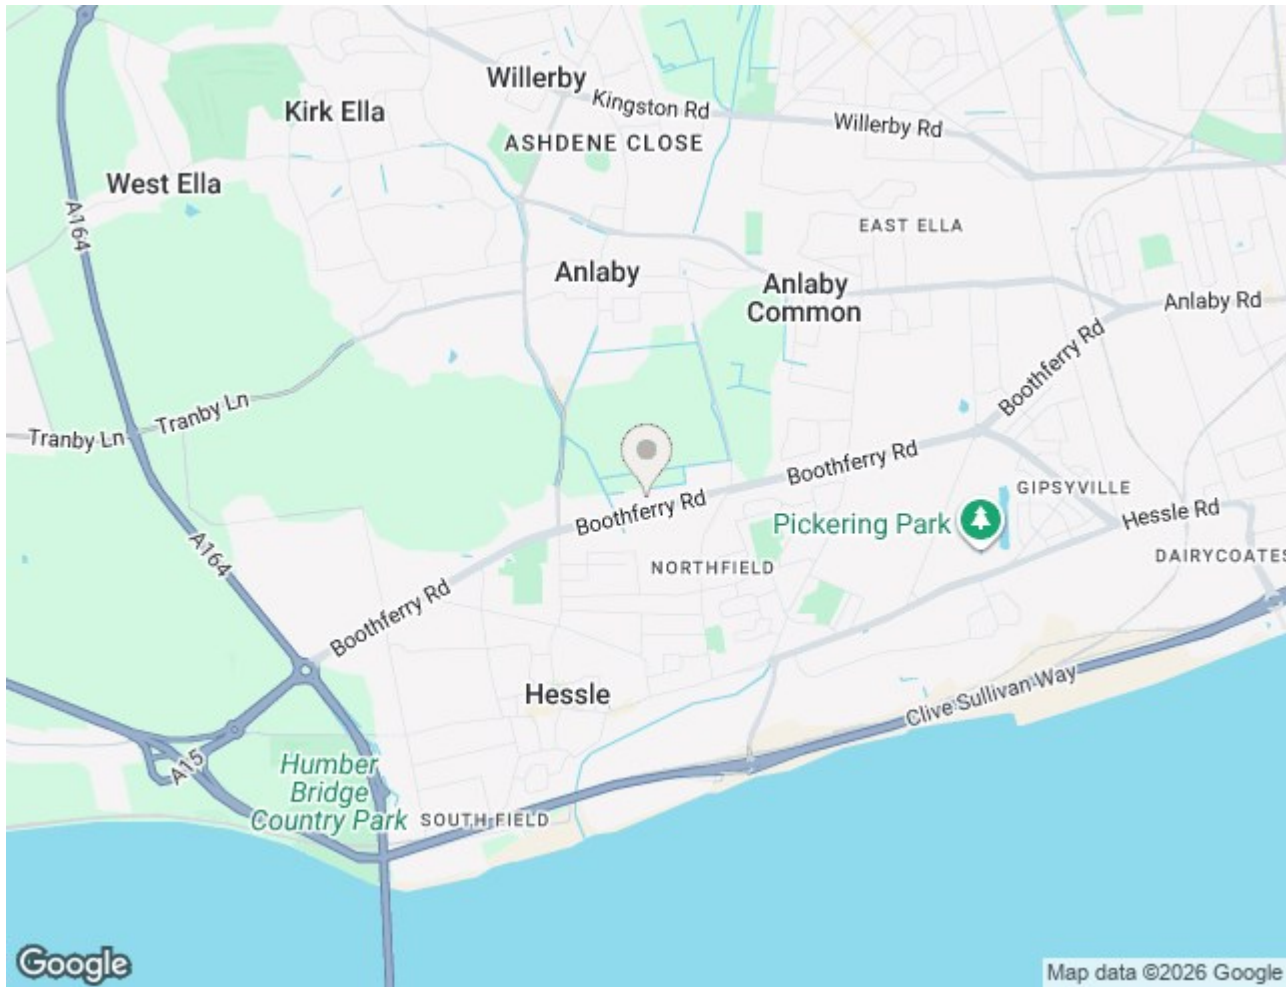 Willerby
Kingston Rd
Kirk Ella
Willerby Rd
ASHDENE CLOSE
West Ella
A164
EAST ELLA
Anlaby
Anlaby
Common
Anlaby Rd
Boothferry Rd
Tranby Ln
Tranby Ln
Boothferry Rd
GIPSYVILLE
Boothferry Rd
Pickering Park
Hessle Rd
A164
NORTHFIELD
DAIRYCOATES
Boothferry Rd
Hessle
Clive Sullivan Way
A15
Humber
Bridge
Country Park
SOUTH FIELD
Google
Map data ©2026 Google